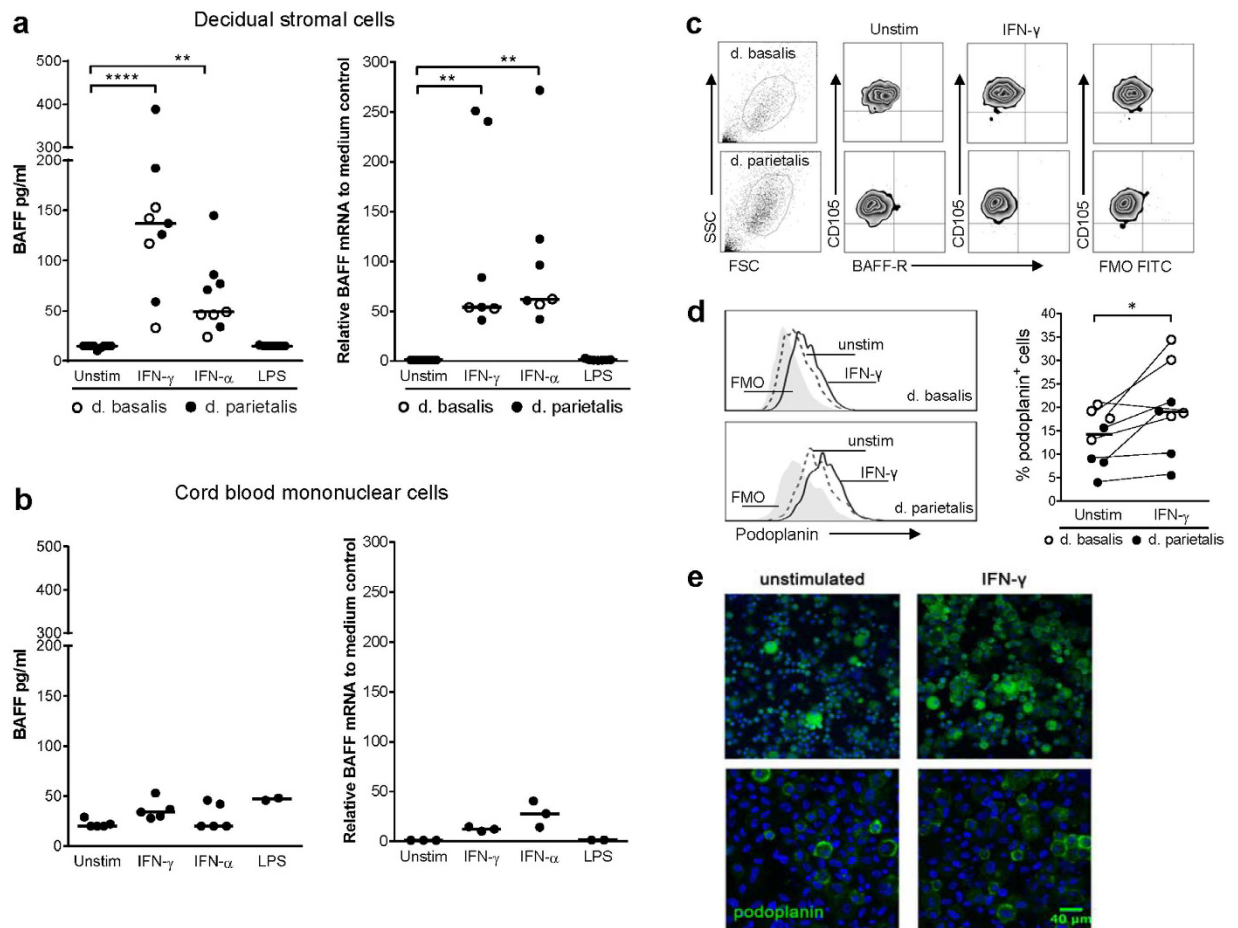 a
Decidual stromal cells
BAFF pg/ml
500
400
300
200
150
100
50
0
****
**
Unstim IFN-γ IFN-α LPS
d. basalis d. parietalis
Relative BAFF mRNA to medium control
300
250
200
150
100
50
0
**
**
Unstim IFN-γ IFN-α LPS
d. basalis d. parietalis
b
Cord blood mononuclear cells
BAFF pg/ml
500
400
300
200
150
100
50
0
Unstim IFN-γ IFN-α LPS
Relative BAFF mRNA to medium control
300
250
200
150
100
50
0
Unstim IFN-γ IFN-α LPS
c
Unstim IFN-γ
d. basalis
d. parietalis
SSC
CD105
CD105
CD105
FSC
BAFF-R
FMO FITC
d
unstim
IFN-γ
FMO
d. basalis
unstim
IFN-γ
FMO
d. parietalis
Podoplanin
% podoplanin⁺ cells
40
35
30
25
20
15
10
5
0
*
Unstim IFN-γ
d. basalis d. parietalis
e
unstimulated IFN-γ
podoplanin
40 µm